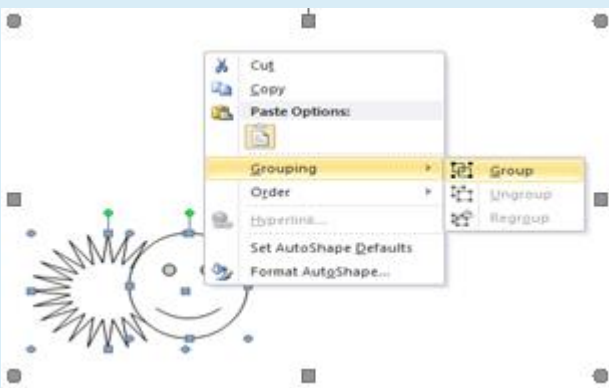 Cut
Copy
Paste Options:
Grouping
Order
Hyperlink...
Set AutoShape Defaults
Format AutoShape...
Group
Ungroup
Regroup